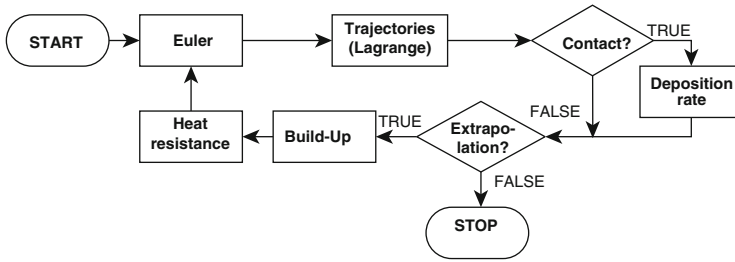 START
Euler
Trajectories
(Lagrange)
Contact?
TRUE
Deposition
rate
FALSE
Extrapo-
lation?
TRUE
Build-Up
Heat
resistance
FALSE
STOP